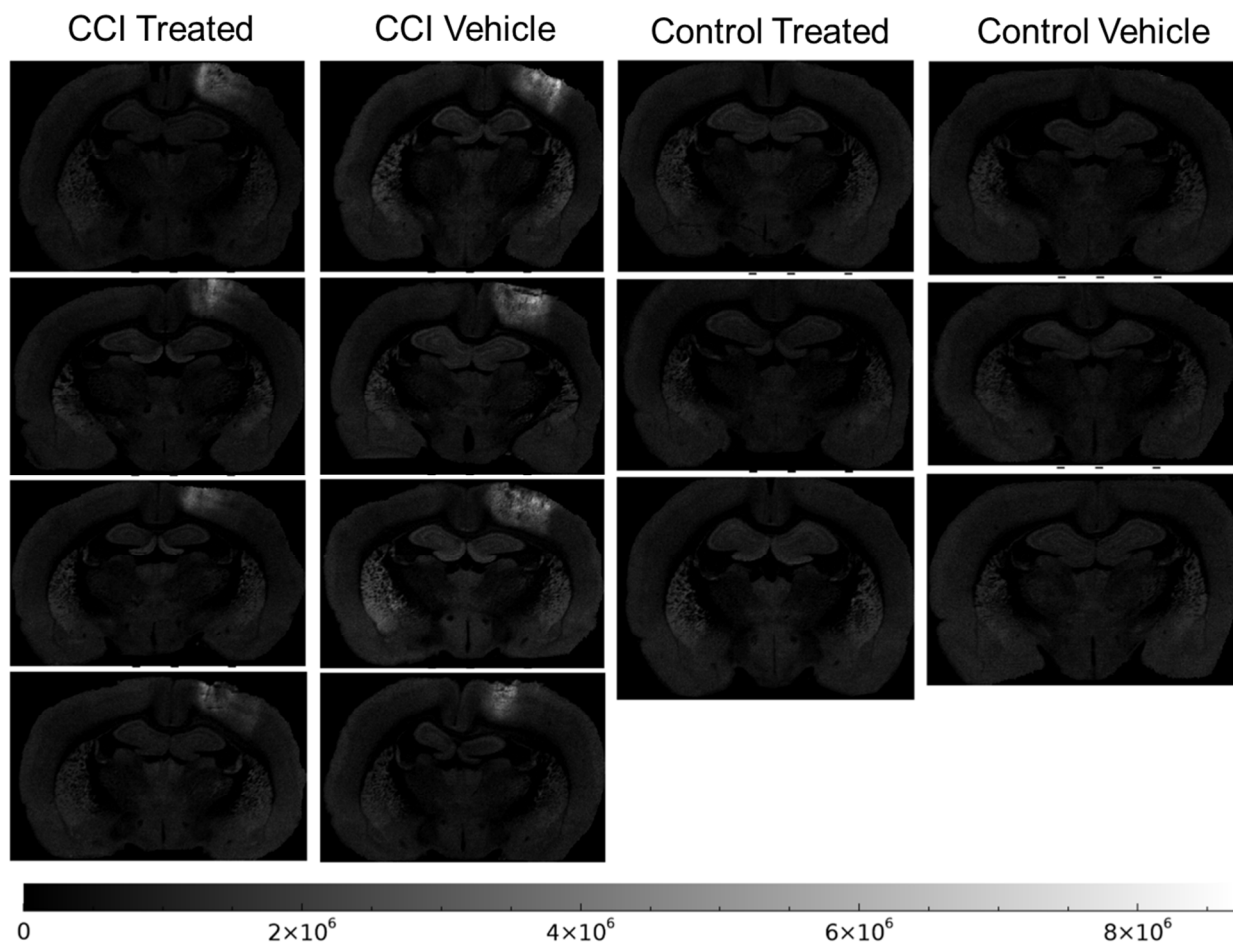 CCI Treated CCI Vehicle Control Treated Control Vehicle
0 2×10⁶ 4×10⁶ 6×10⁶ 8×10⁶